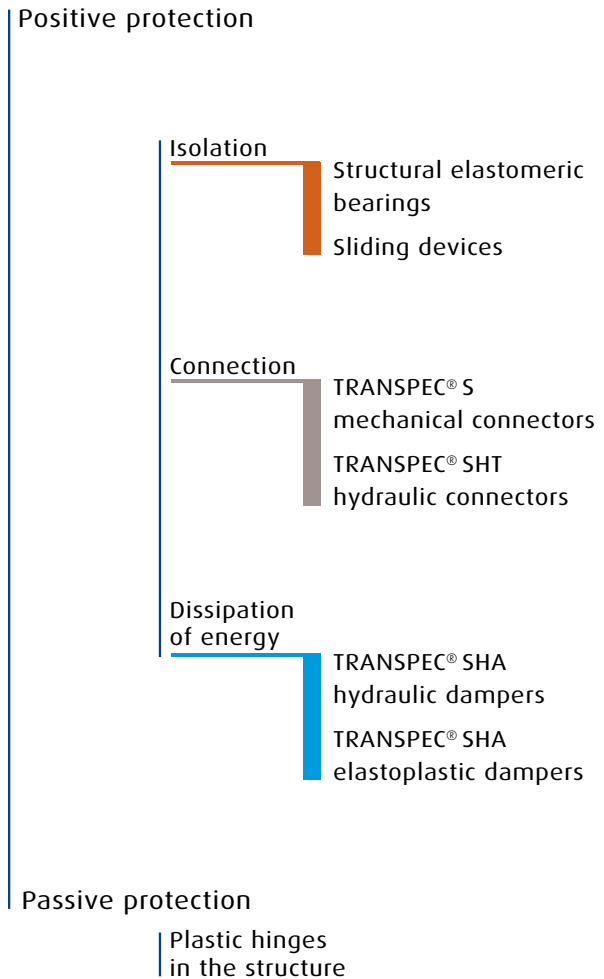 Positive protection
Isolation
Structural elastomeric
bearings
Sliding devices
Connection
TRANSPEC® S
mechanical connectors
TRANSPEC® SHT
hydraulic connectors
Dissipation
of energy
TRANSPEC® SHA
hydraulic dampers
TRANSPEC® SHA
elastoplastic dampers
Passive protection
Plastic hinges
in the structure